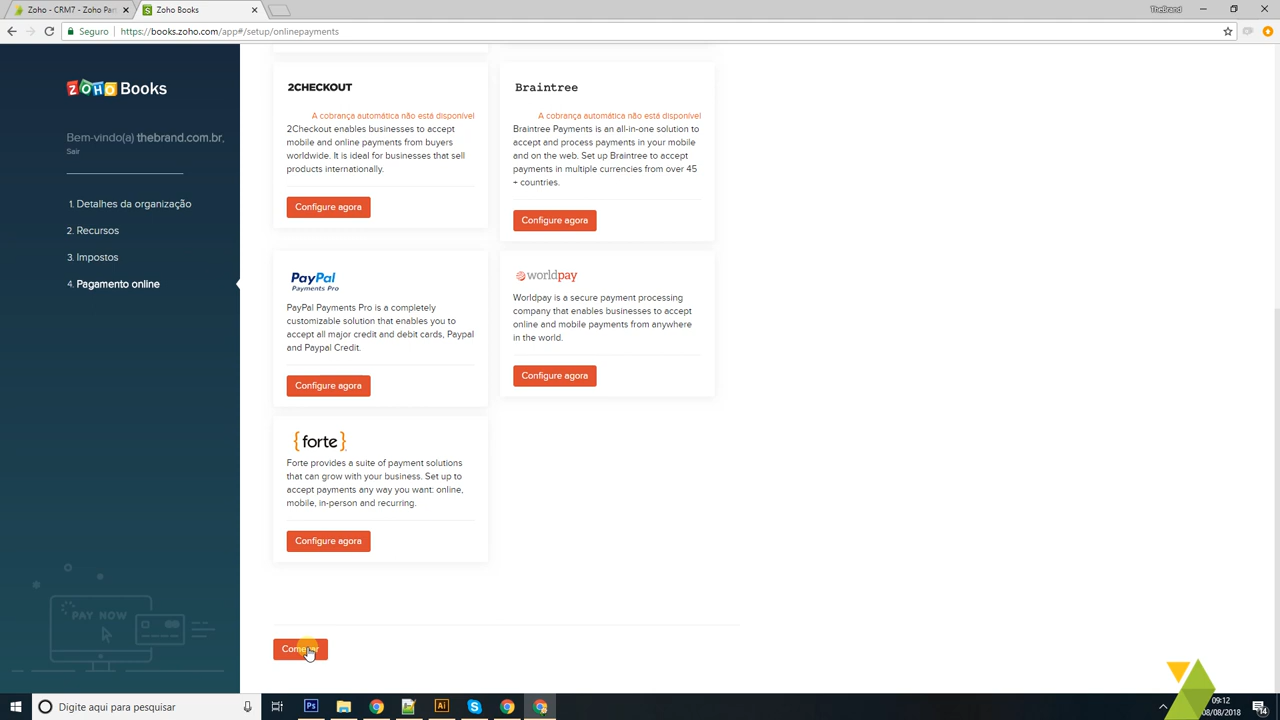 Zoho - CRM7 - Part
Zoho Books
TheBrand
Seguro
https://books.zoho.com/app#/setup/onlinepayments
ZOHO Books
Bem-vindo(a) thebrand.com.br,
Sair
1. Detalhes da organização
2. Recursos
3. Impostos
4. Pagamento online
PAY NOW
2CHECKOUT
A cobrança automática não está disponível
2Checkout enables businesses to accept
mobile and online payments from buyers
worldwide. It is ideal for businesses that sell
products internationally.
Configure agora
Braintree
A cobrança automática não está disponível
Braintree Payments is an all-in-one solution to
accept and process payments in your mobile
and on the web. Set up Braintree to accept
payments in multiple currencies from over 45
+ countries.
Configure agora
PayPal
Payments Pro
PayPal Payments Pro is a completely
customizable solution that enables you to
accept all major credit and debit cards, Paypal
and Paypal Credit.
Configure agora
worldpay
Worldpay is a secure payment processing
company that enables businesses to accept
online and mobile payments from anywhere
in the world.
Configure agora
{forte}
Forte provides a suite of payment solutions
that can grow with your business. Set up to
accept payments any way you want: online,
mobile, in-person and recurring.
Configure agora
Digite aqui para pesquisar
Ps
Ai
09:12
08/08/2018
14